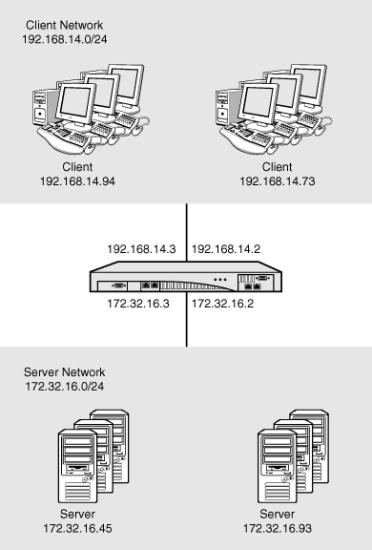 Client Network
192.168.14.0/24
Client
192.168.14.94
Client
192.168.14.73
192.168.14.3
192.168.14.2
172.32.16.3
172.32.16.2
Server Network
172.32.16.0/24
Server
172.32.16.45
Server
172.32.16.93